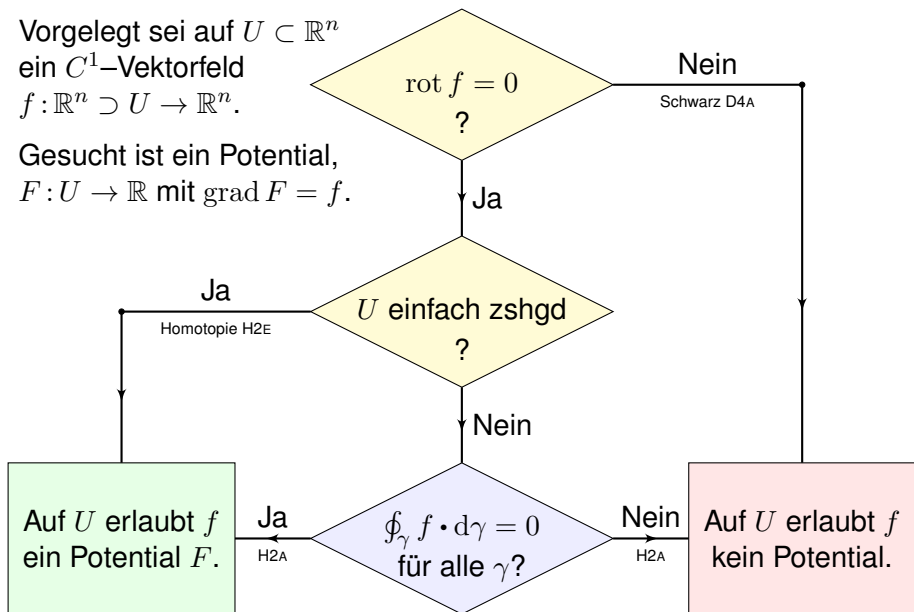 Vorgelegt sei auf U ⊂ ℝⁿ
ein C¹–Vektorfeld
f : ℝⁿ ⊃ U → ℝⁿ.
Gesucht ist ein Potential,
F : U → ℝ mit grad F = f.
rot f = 0
?
Nein
Schwarz D4A
Ja
U einfach zshgd
?
Ja
Homotopie H2E
Nein
∮_γ f • dγ = 0
für alle γ?
Ja
H2A
Nein
H2A
Auf U erlaubt f
ein Potential F.
Auf U erlaubt f
kein Potential.